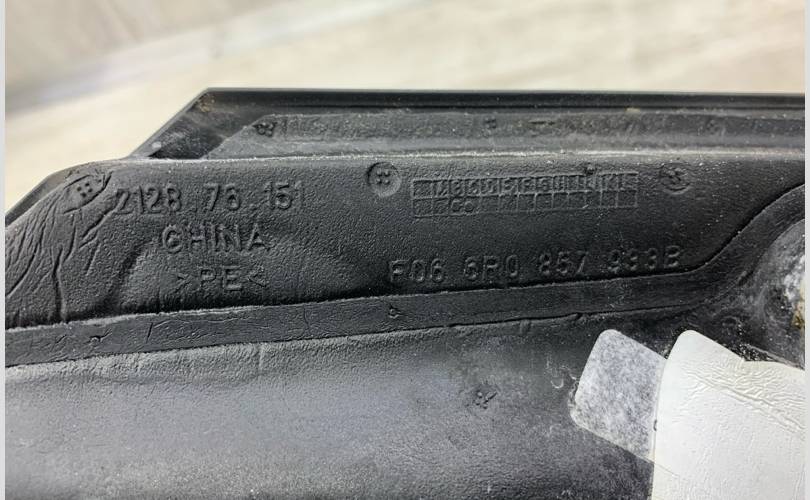 2128 76 151
CHINA
>PE<
F06 6R0 857 933B